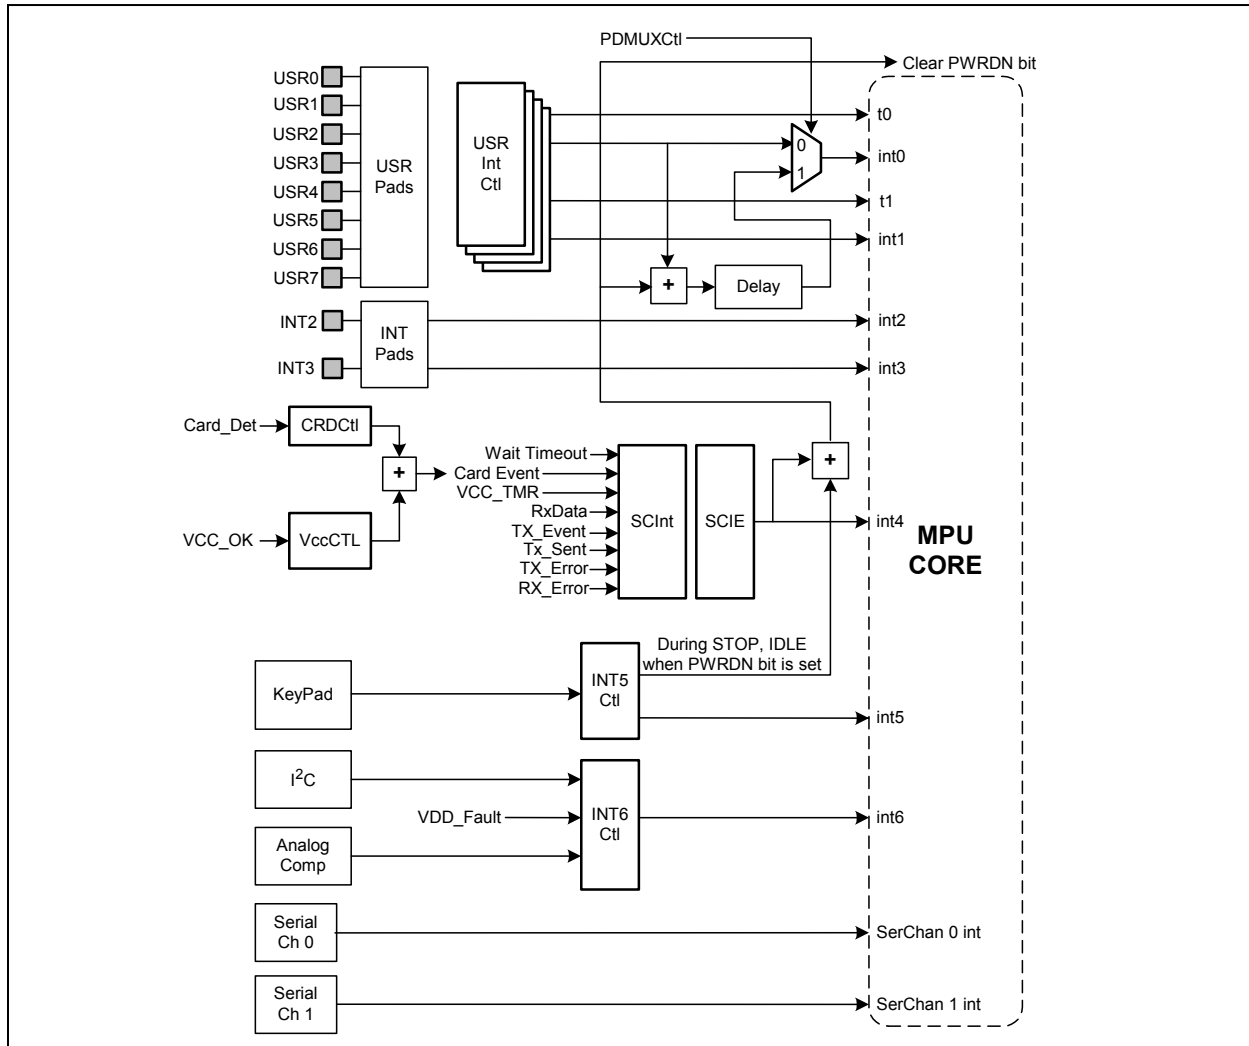 PDMUXCtl
Clear PWRDN bit
USR0
USR1
USR2
USR3
USR4
USR5
USR6
USR7
USR
Pads
USR
Int
Ctl
0
1
t0
int0
t1
int1
+
Delay
INT2
INT3
INT
Pads
int2
int3
Card_Det
CRDCtl
+
VCC_OK
VccCTL
Wait Timeout
Card Event
VCC_TMR
RxData
TX_Event
Tx_Sent
TX_Error
RX_Error
SCInt
SCIE
+
int4
MPU
CORE
During STOP, IDLE
when PWRDN bit is set
KeyPad
INT5
Ctl
int5
I2C
VDD_Fault
Analog
Comp
INT6
Ctl
int6
Serial
Ch 0
SerChan 0 int
Serial
Ch 1
SerChan 1 int